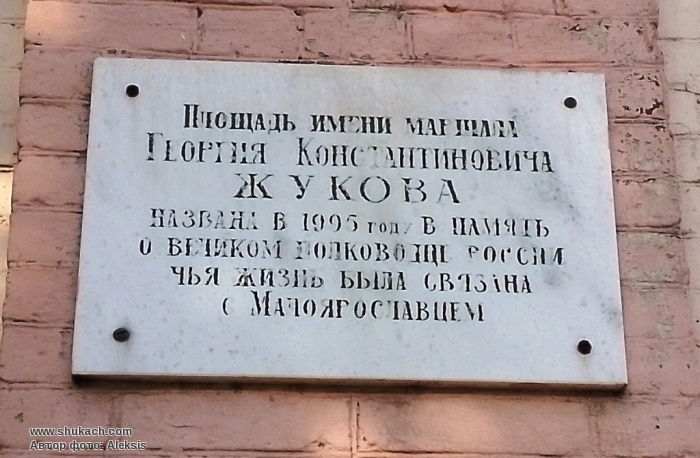 Площадь имени маршала
Георгия Константиновича
Жукова
названа в 1995 году в память
о великом полководце России
чья жизнь была связана
с Малоярославцем
www.shukach.com
Автор фото: Aleksis